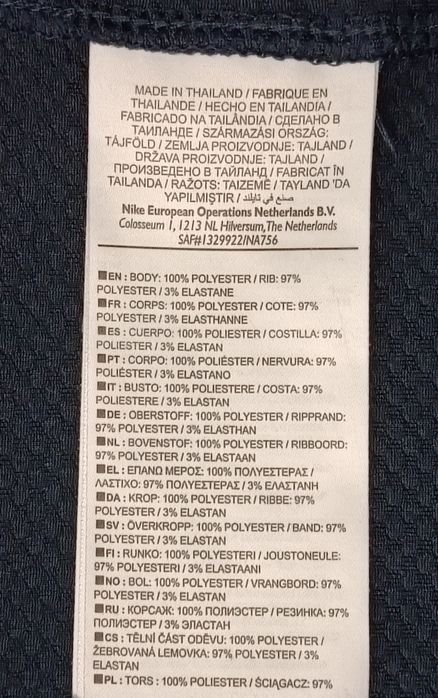 MADE IN THAILAND / FABRIQUE EN
THAILANDE / HECHO EN TAILANDIA /
FABRICADO NA TAILÂNDIA / СДЕЛАНО В
ТАИЛАНДЕ / SZÁRMAZÁSI ORSZÁG:
TÁJFÖLD / ZEMLJA PROIZVODNJE: TAJLAND /
DRŽAVA PROIZVODNJE: TAJLAND /
ПРОИЗВЕДЕНО В ТАЙЛАНД / FABRICAT ÎN
TAILANDA / RAŽOTS: TAIZEMĒ / TAYLAND 'DA
YAPILMIŞTIR / صنع في تايلند
Nike European Operations Netherlands B.V.
Colosseum 1, 1213 NL Hilversum, The Netherlands
SAF#1329922/NA756
■EN : BODY: 100% POLYESTER / RIB: 97%
POLYESTER / 3% ELASTANE
■FR : CORPS: 100% POLYESTER / COTE: 97%
POLYESTER / 3% ELASTHANNE
■ES : CUERPO: 100% POLIESTER / COSTILLA: 97%
POLIESTER / 3% ELASTAN
■PT : CORPO: 100% POLIÉSTER / NERVURA: 97%
POLIÉSTER / 3% ELASTANO
■IT : BUSTO: 100% POLIESTERE / COSTA: 97%
POLIESTERE / 3% ELASTAN
■DE : OBERSTOFF: 100% POLYESTER / RIPPRAND:
97% POLYESTER / 3% ELASTHAN
■NL : BOVENSTOF: 100% POLYESTER / RIBBOORD:
97% POLYESTER / 3% ELASTAAN
■EL : ΕΠΑΝΩ ΜΕΡΟΣ: 100% ΠΟΛΥΕΣΤΕΡΑΣ /
ΛΑΣΤΙΧΟ: 97% ΠΟΛΥΕΣΤΕΡΑΣ / 3% ΕΛΑΣΤΑΝΗ
■DA : KROP: 100% POLYESTER / RIBBE: 97%
POLYESTER / 3% ELASTAN
■SV : ÖVERKROPP: 100% POLYESTER / BAND: 97%
POLYESTER / 3% ELASTAN
■FI : RUNKO: 100% POLYESTERI / JOUSTONEULE:
97% POLYESTERI / 3% ELASTAANI
■NO : BOL: 100% POLYESTER / VRANGBORD: 97%
POLYESTER / 3% ELASTAN
■RU : КОРСАЖ: 100% ПОЛИЭСТЕР / РЕЗИНКА: 97%
ПОЛИЭСТЕР / 3% ЭЛАСТАН
■CS : TĚLNÍ ČÁST ODĚVU: 100% POLYESTER /
ŽEBROVANÁ LEMOVKA: 97% POLYESTER / 3%
ELASTAN
■PL : TORS : 100% POLIESTER / ŚCIĄGACZ: 97%